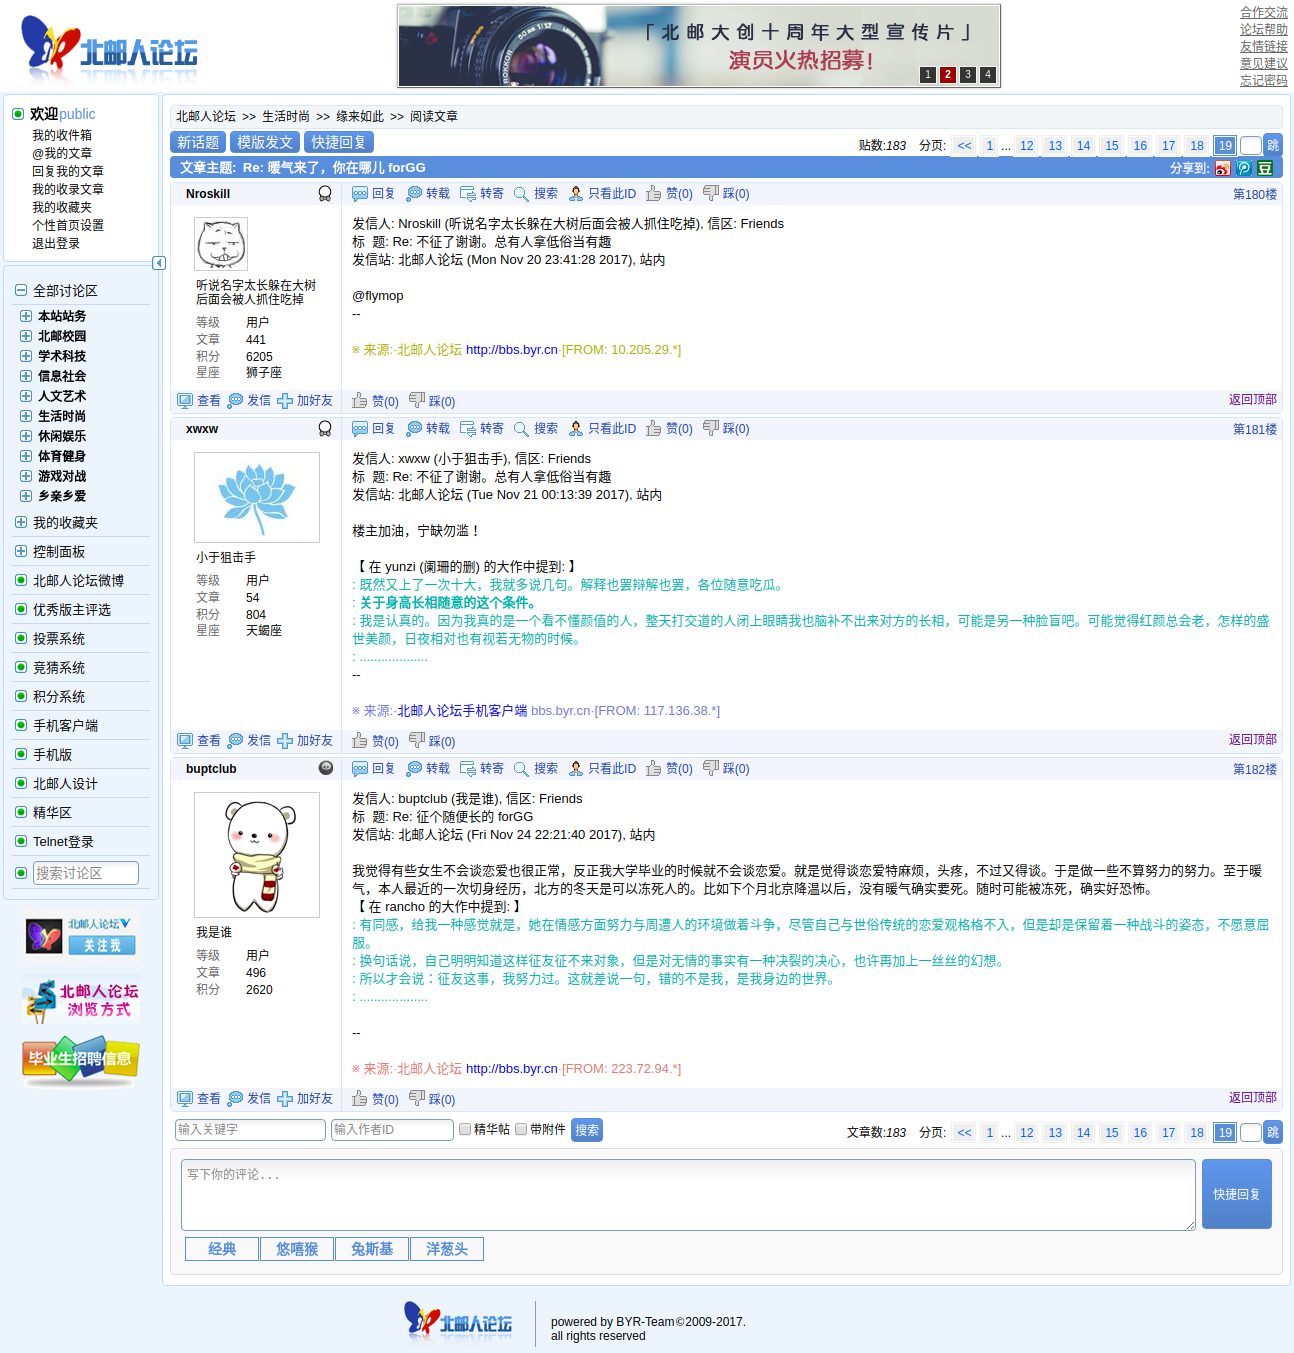 北邮人论坛
「北邮大创十周年大型宣传片」
演员火热招募!
1 2 3 4
合作交流
论坛帮助
友情链接
意见建议
忘记密码
欢迎public
我的收件箱
@我的文章
回复我的文章
我的收录文章
我的收藏夹
个性首页设置
退出登录
全部讨论区
本站站务
北邮校园
学术科技
信息社会
人文艺术
生活时尚
休闲娱乐
体育健身
游戏对战
乡亲乡爱
我的收藏夹
控制面板
北邮人论坛微博
优秀版主评选
投票系统
竞猜系统
积分系统
手机客户端
手机版
北邮人设计
精华区
Telnet登录
搜索讨论区
北邮人论坛
关注我
北邮人论坛
浏览方式
毕业生招聘信息
北邮人论坛 >> 生活时尚 >> 缘来如此 >> 阅读文章
新话题 模版发文 快捷回复
贴数:183 分页: << 1 ... 12 13 14 15 16 17 18 19 跳
文章主题: Re: 暖气来了，你在哪儿 forGG
分享到: 豆
Nroskill
回复 转载 转寄 搜索 只看此ID 赞(0) 踩(0)
第180楼
听说名字太长躲在大树
后面会被人抓住吃掉
等级 用户
文章 441
积分 6205
星座 狮子座
发信人: Nroskill (听说名字太长躲在大树后面会被人抓住吃掉), 信区: Friends
标 题: Re: 不征了谢谢。总有人拿低俗当有趣
发信站: 北邮人论坛 (Mon Nov 20 23:41:28 2017), 站内
@flymop
--
※ 来源:·北邮人论坛 http://bbs.byr.cn·[FROM: 10.205.29.*]
查看 发信 加好友
赞(0) 踩(0)
返回顶部
xwxw
回复 转载 转寄 搜索 只看此ID 赞(0) 踩(0)
第181楼
小于狙击手
等级 用户
文章 54
积分 804
星座 天蝎座
发信人: xwxw (小于狙击手), 信区: Friends
标 题: Re: 不征了谢谢。总有人拿低俗当有趣
发信站: 北邮人论坛 (Tue Nov 21 00:13:39 2017), 站内
楼主加油，宁缺勿滥！
【 在 yunzi (阑珊的删) 的大作中提到: 】
: 既然又上了一次十大，我就多说几句。解释也罢辩解也罢，各位随意吃瓜。
: 关于身高长相随意的这个条件。
: 我是认真的。因为我真的是一个看不懂颜值的人，整天打交道的人闭上眼睛我也脑补不出来对方的长相，可能是另一种脸盲吧。可能觉得红颜总会老，怎样的盛
世美颜，日夜相对也有视若无物的时候。
: ...................
--
※ 来源:·北邮人论坛手机客户端 bbs.byr.cn·[FROM: 117.136.38.*]
查看 发信 加好友
赞(0) 踩(0)
返回顶部
buptclub
回复 转载 转寄 搜索 只看此ID 赞(0) 踩(0)
第182楼
我是谁
等级 用户
文章 496
积分 2620
发信人: buptclub (我是谁), 信区: Friends
标 题: Re: 征个随便长的 forGG
发信站: 北邮人论坛 (Fri Nov 24 22:21:40 2017), 站内
我觉得有些女生不会谈恋爱也很正常，反正我大学毕业的时候就不会谈恋爱。就是觉得谈恋爱特麻烦，头疼，不过又得谈。于是做一些不算努力的努力。至于暖
气，本人最近的一次切身经历，北方的冬天是可以冻死人的。比如下个月北京降温以后，没有暖气确实要死。随时可能被冻死，确实好恐怖。
【 在 rancho 的大作中提到: 】
: 有同感，给我一种感觉就是，她在情感方面努力与周遭人的环境做着斗争，尽管自己与世俗传统的恋爱观格格不入，但是却是保留着一种战斗的姿态，不愿意屈
服。
: 换句话说，自己明明知道这样征友征不来对象，但是对无情的事实有一种决裂的决心，也许再加上一丝丝的幻想。
: 所以才会说：征友这事，我努力过。这就差说一句，错的不是我，是我身边的世界。
: ...................
--
※ 来源:·北邮人论坛 http://bbs.byr.cn·[FROM: 223.72.94.*]
查看 发信 加好友
赞(0) 踩(0)
返回顶部
输入关键字 输入作者ID 精华帖 带附件 搜索
文章数:183 分页: << 1 ... 12 13 14 15 16 17 18 19 跳
写下你的评论...
快捷回复
经典 悠嘻猴 兔斯基 洋葱头
北邮人论坛
powered by BYR-Team©2009-2017.
all rights reserved